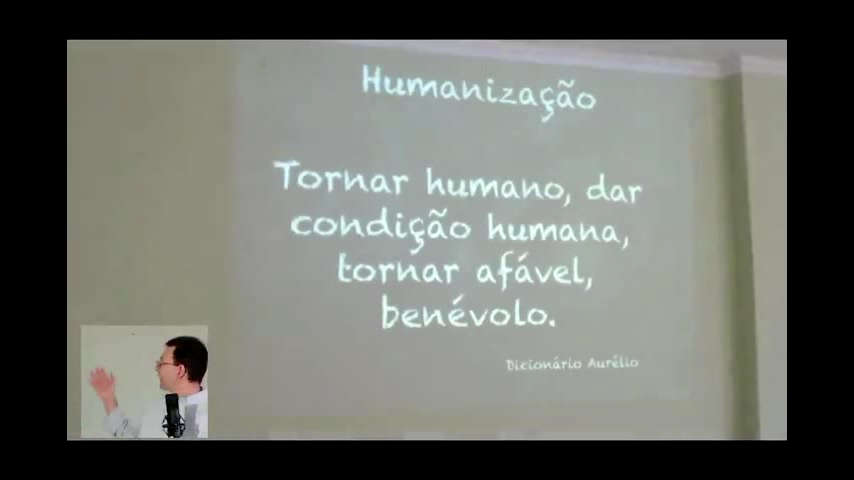 Humanização
Tornar humano, dar
condição humana,
tornar afável,
benévolo.
Dicionário Aurélio